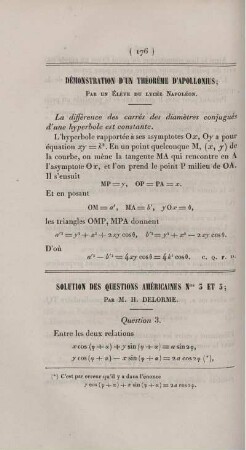 ( 176 )
DÉMONSTRATION D'UN THÉORÈME D'APOLLONIUS;
PAR UN ÉLÈVE DU LYCÉE NAPOLÉON.
La différence des carrés des diamètres conjugués
d'une hyperbole est constante.
L'hyperbole rapportée à ses asymptotes Ox, Oy a pour
équation xy = k². En un point quelconque M, (x, y)
de la courbe, on mène la tangente MA qui rencontre en A
l'asymptote Ox, et l'on prend le point P milieu de OA.
Il s'ensuit
MP = y, OP = PA = x.
Et en posant
OM = a', MA = b', y Ox = θ,
les triangles OMP, MPA donnent
a'² = y² + x² + 2xy cos θ, b'² = y² + x² − 2xy cos θ.
D'où
a'² − b'² = 4xy cos θ = 4k² cos θ. C. Q. F. D.
SOLUTION DES QUESTIONS AMÉRICAINES Nos 3 ET 5;
PAR M. H. DELORME.
Question 3.
Entre les deux relations
x cos (φ + α) + y sin (φ + α) = a sin 2φ,
y cos (φ + α) − x sin (φ + α) = 2a cos 2φ (*),
(*) C'est par erreur qu'il y a dans l'énoncé
y cos (φ + α) + x sin (φ + α) = 2a cos 2φ.